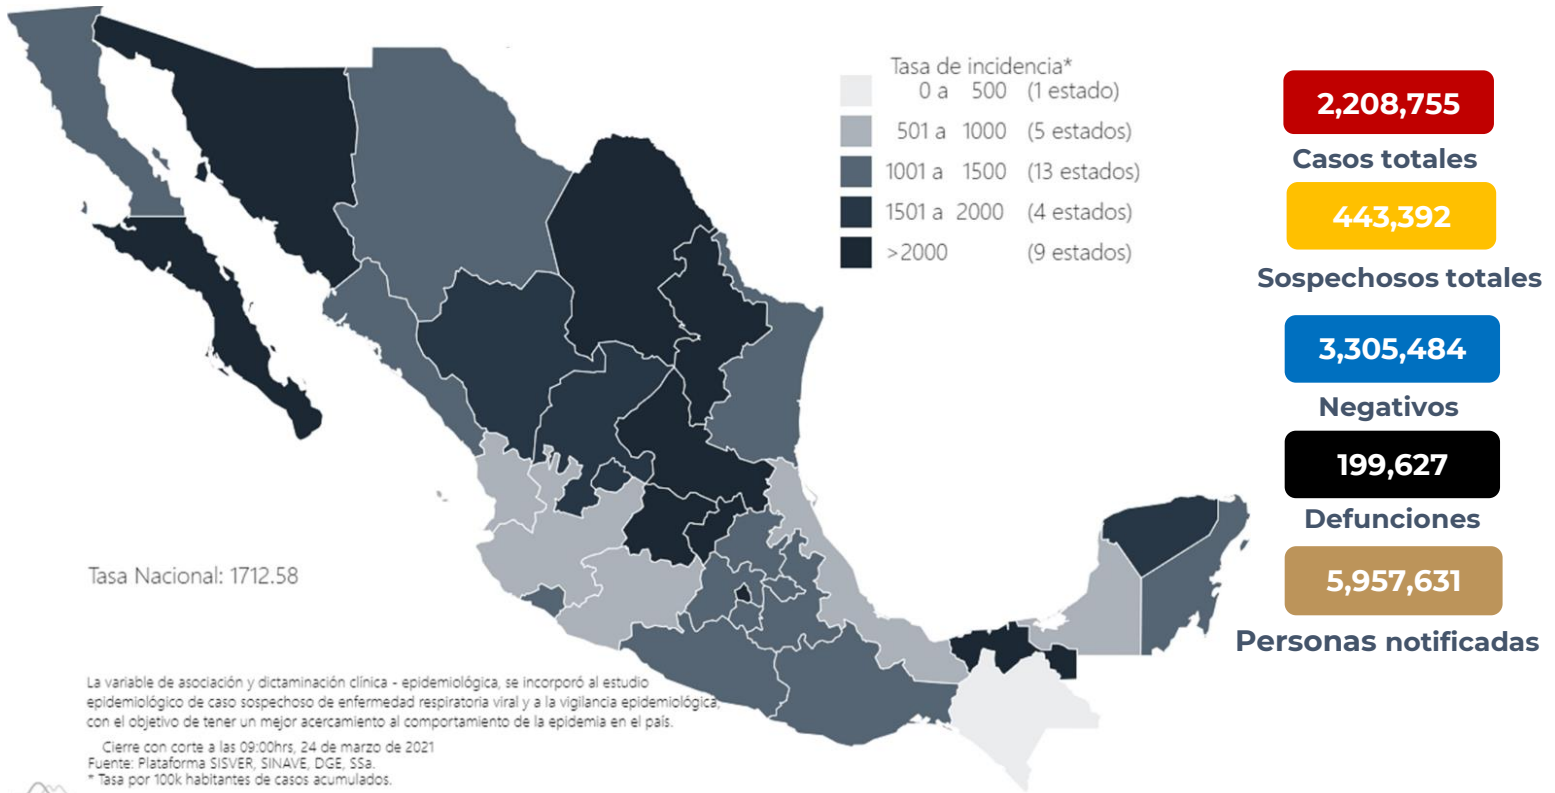 Tasa de incidencia*
0 a 500 (1 estado)
501 a 1000 (5 estados)
1001 a 1500 (13 estados)
1501 a 2000 (4 estados)
>2000 (9 estados)
2,208,755
Casos totales
443,392
Sospechosos totales
3,305,484
Negativos
199,627
Defunciones
5,957,631
Personas notificadas
Tasa Nacional: 1712.58
La variable de asociación y dictaminación clínica - epidemiológica, se incorporó al estudio
epidemiológico de caso sospechoso de enfermedad respiratoria viral y a la vigilancia epidemiológica,
con el objetivo de tener un mejor acercamiento al comportamiento de la epidemia en el país.
Cierre con corte a las 09:00hrs, 24 de marzo de 2021
Fuente: Plataforma SISVER, SINAVE, DGE, SSa.
* Tasa por 100k habitantes de casos acumulados.